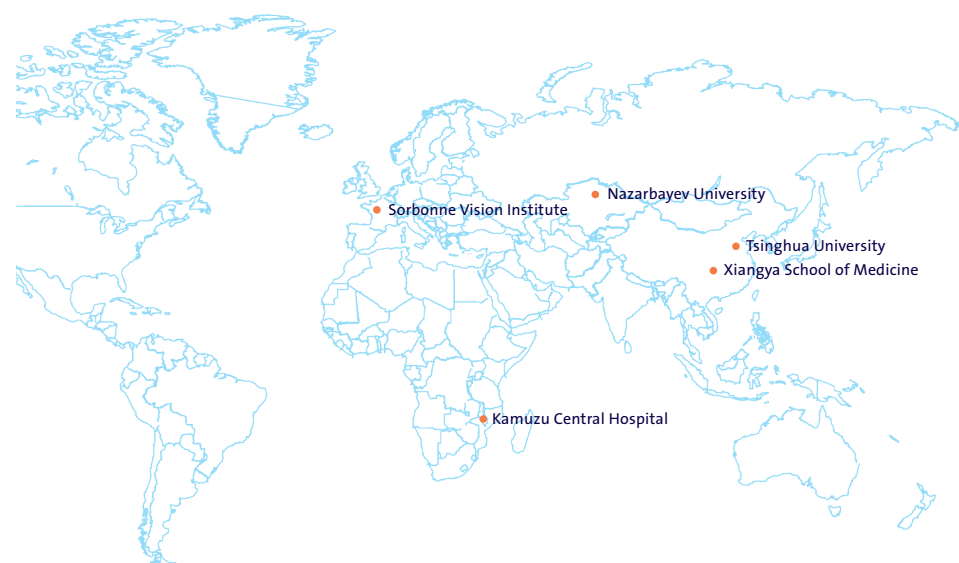 Nazarbayev University
Sorbonne Vision Institute
Tsinghua University
Xiangya School of Medicine
Kamuzu Central Hospital